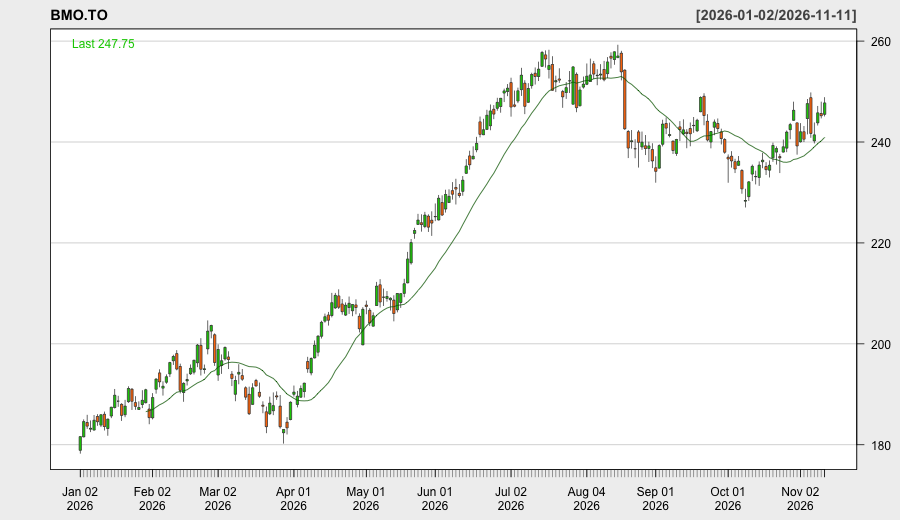 BMO.TO [2026-01-02/2026-11-11]
Last 247.75
260
240
220
200
180
Jan 02 Feb 02 Mar 02 Apr 01 May 01 Jun 01 Jul 02 Aug 04 Sep 01 Oct 01 Nov 02
2026 2026 2026 2026 2026 2026 2026 2026 2026 2026 2026